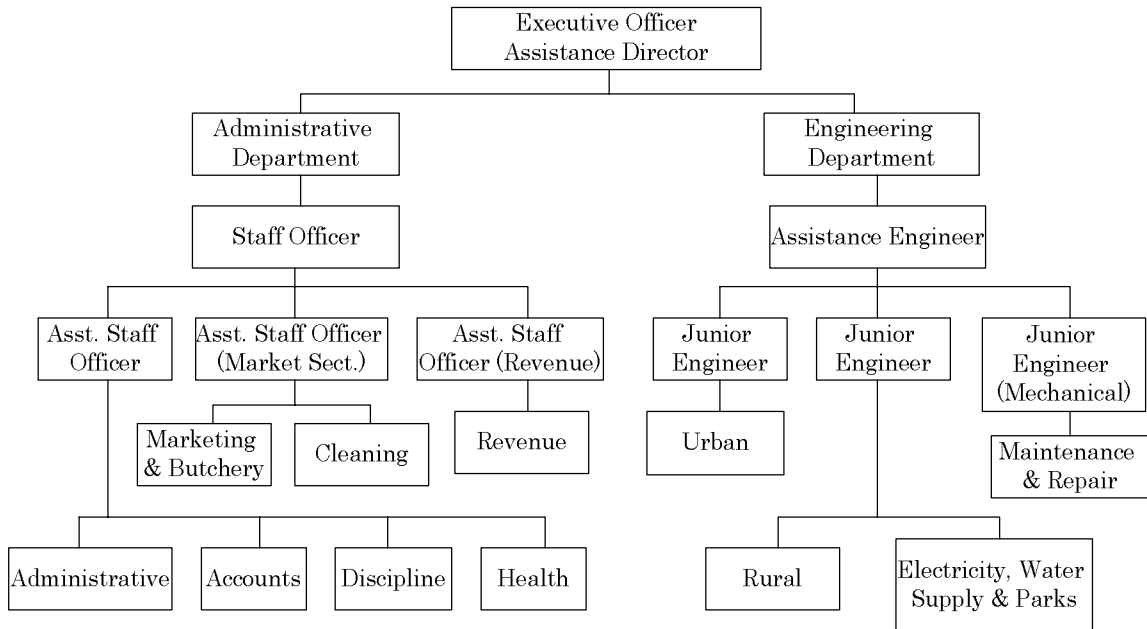 Executive Officer
Assistance Director
Administrative
Department
Engineering
Department
Staff Officer
Assistance Engineer
Asst. Staff
Officer
Asst. Staff Officer
(Market Sect.)
Asst. Staff
Officer (Revenue)
Junior
Engineer
Junior
Engineer
Junior
Engineer
(Mechanical)
Marketing
& Butchery
Cleaning
Revenue
Urban
Maintenance
& Repair
Administrative
Accounts
Discipline
Health
Rural
Electricity, Water
Supply & Parks